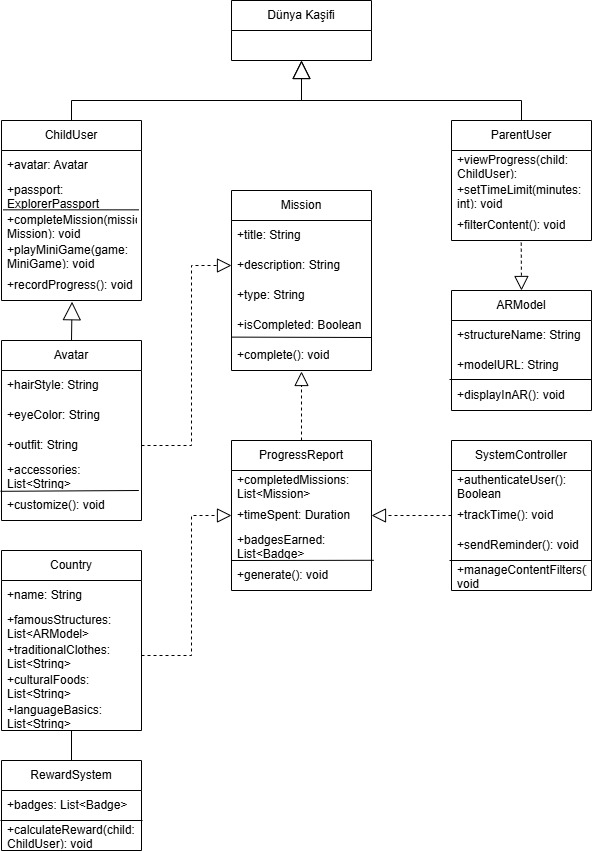 Dünya Kaşifi
ChildUser
+avatar: Avatar
+passport:
ExplorerPassport
+completeMission(missi
Mission): void
+playMiniGame(game:
MiniGame): void
+recordProgress(): void
ParentUser
+viewProgress(child:
ChildUser):
+setTimeLimit(minutes:
int): void
+filterContent(): void
Mission
+title: String
+description: String
+type: String
+isCompleted: Boolean
+complete(): void
ARModel
+structureName: String
+modelURL: String
+displayInAR(): void
Avatar
+hairStyle: String
+eyeColor: String
+outfit: String
+accessories:
List<String>
+customize(): void
ProgressReport
+completedMissions:
List<Mission>
+timeSpent: Duration
+badgesEarned:
List<Badge>
+generate(): void
SystemController
+authenticateUser():
Boolean
+trackTime(): void
+sendReminder(): void
+manageContentFilters(
void
Country
+name: String
+famousStructures:
List<ARModel>
+traditionalClothes:
List<String>
+culturalFoods:
List<String>
+languageBasics:
List<String>
RewardSystem
+badges: List<Badge>
+calculateReward(child:
ChildUser): void